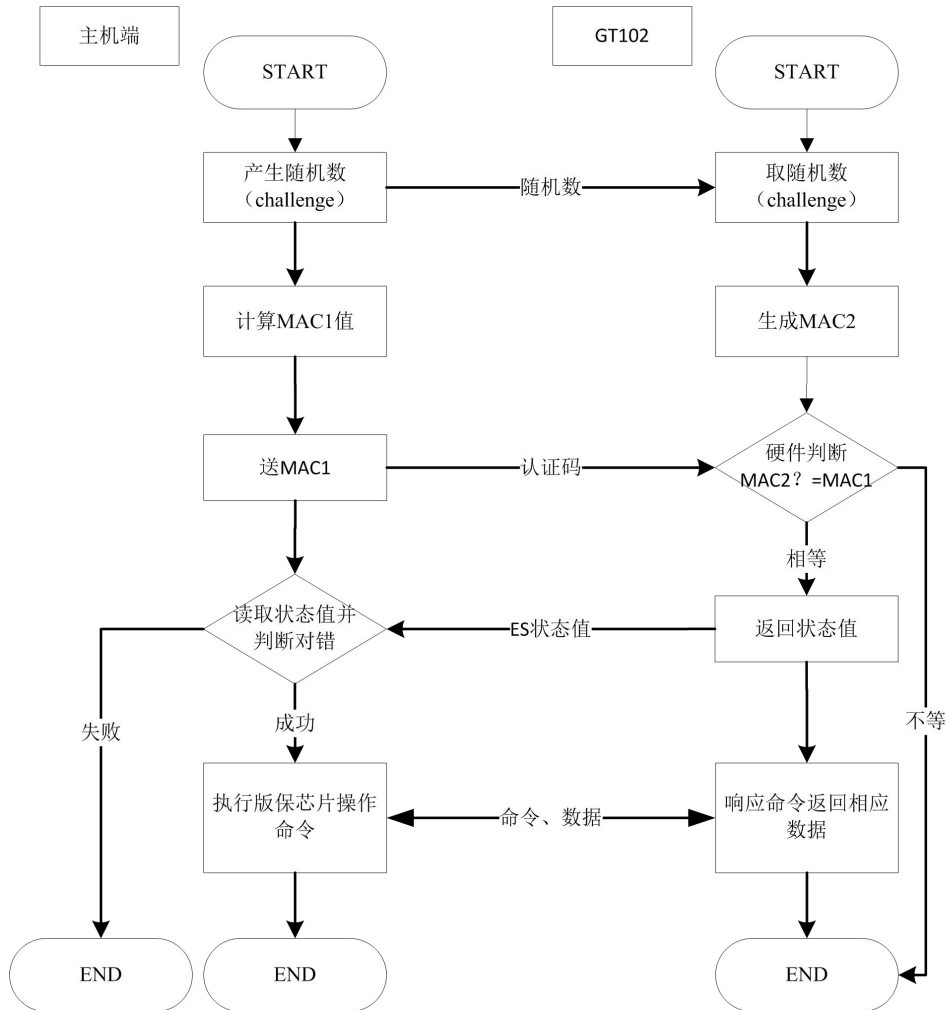 主机端
GT102
START
START
产生随机数
（challenge）
随机数
取随机数
（challenge）
计算MAC1值
生成MAC2
送MAC1
认证码
硬件判断
MAC2？=MAC1
相等
读取状态值并
判断对错
ES状态值
返回状态值
失败
成功
不等
执行版保芯片操作
命令
命令、数据
响应命令返回相应
数据
END
END
END